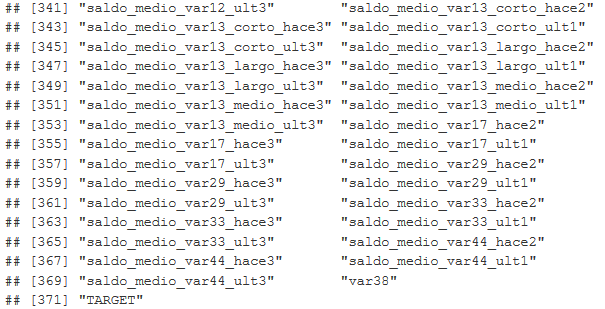 ## [341] "saldo_medio_var12_ult3" "saldo_medio_var13_corto_hace2"
## [343] "saldo_medio_var13_corto_hace3" "saldo_medio_var13_corto_ult1"
## [345] "saldo_medio_var13_corto_ult3" "saldo_medio_var13_largo_hace2"
## [347] "saldo_medio_var13_largo_hace3" "saldo_medio_var13_largo_ult1"
## [349] "saldo_medio_var13_largo_ult3" "saldo_medio_var13_medio_hace2"
## [351] "saldo_medio_var13_medio_hace3" "saldo_medio_var13_medio_ult1"
## [353] "saldo_medio_var13_medio_ult3" "saldo_medio_var17_hace2"
## [355] "saldo_medio_var17_hace3" "saldo_medio_var17_ult1"
## [357] "saldo_medio_var17_ult3" "saldo_medio_var29_hace2"
## [359] "saldo_medio_var29_hace3" "saldo_medio_var29_ult1"
## [361] "saldo_medio_var29_ult3" "saldo_medio_var33_hace2"
## [363] "saldo_medio_var33_hace3" "saldo_medio_var33_ult1"
## [365] "saldo_medio_var33_ult3" "saldo_medio_var44_hace2"
## [367] "saldo_medio_var44_hace3" "saldo_medio_var44_ult1"
## [369] "saldo_medio_var44_ult3" "var38"
## [371] "TARGET"